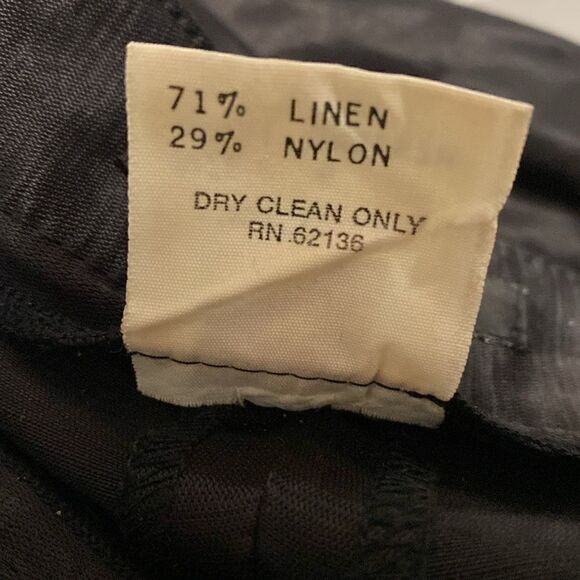 71% LINEN
29% NYLON
DRY CLEAN ONLY
RN.62136